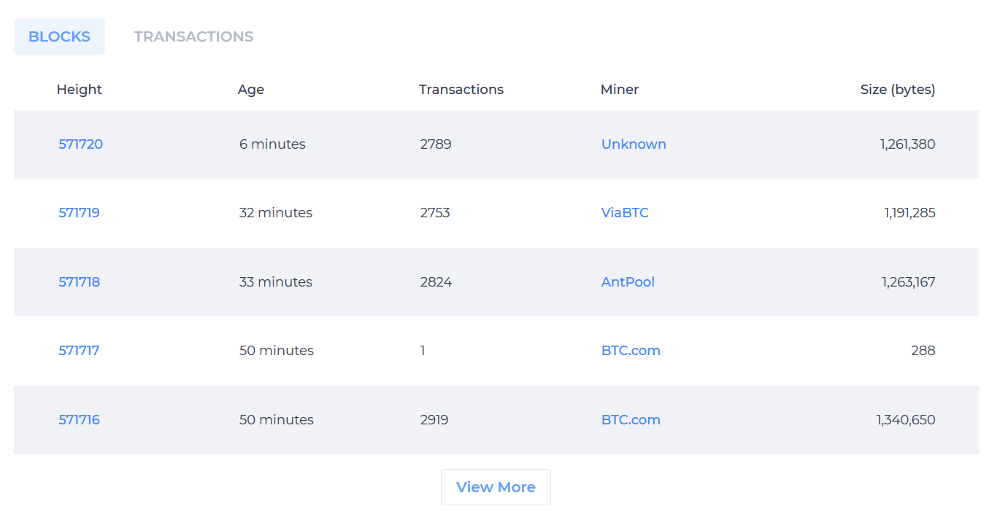 BLOCKS TRANSACTIONS
Height Age Transactions Miner Size (bytes)
571720 6 minutes 2789 Unknown 1,261,380
571719 32 minutes 2753 ViaBTC 1,191,285
571718 33 minutes 2824 AntPool 1,263,167
571717 50 minutes 1 BTC.com 288
571716 50 minutes 2919 BTC.com 1,340,650
View More